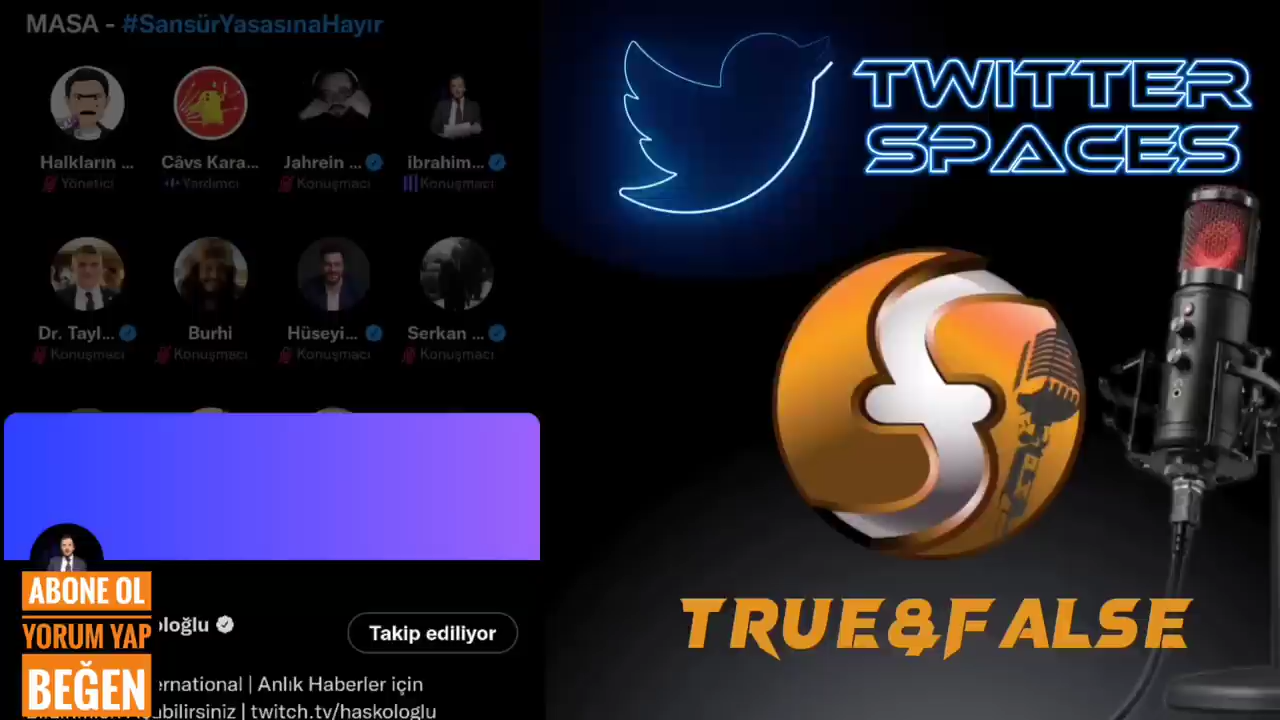 MASA - #SansürYasasınaHayır
TWITTER
SPACES
Halkların ...
Câvs Kara...
Jahrein ...
ibrahim...
Yönetici
Yardımcı
Konuşmacı
Konuşmacı
Dr. Tayl...
Burhi
Hüseyi...
Serkan ...
Konuşmacı
Konuşmacı
Konuşmacı
Konuşmacı
TRUE&FALSE
ABONE OL
YORUM YAP
BEĞEN
oloğlu
Takip ediliyor
ernational | Anlık Haberler için
bilirsiniz | twitch.tv/haskologlu